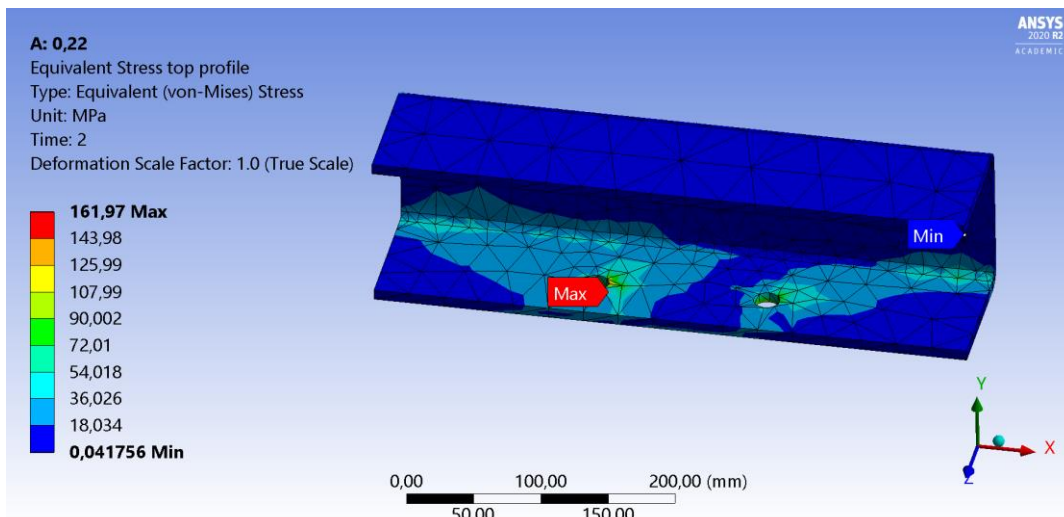 ANSYS
2020 R2
ACADEMIC
A: 0,22
Equivalent Stress top profile
Type: Equivalent (von-Mises) Stress
Unit: MPa
Time: 2
Deformation Scale Factor: 1.0 (True Scale)
161,97 Max
143,98
125,99
107,99
90,002
72,01
54,018
36,026
18,034
0,041756 Min
Min
Max
Y
X
Z
0,00 100,00 200,00 (mm)
50,00 150,00